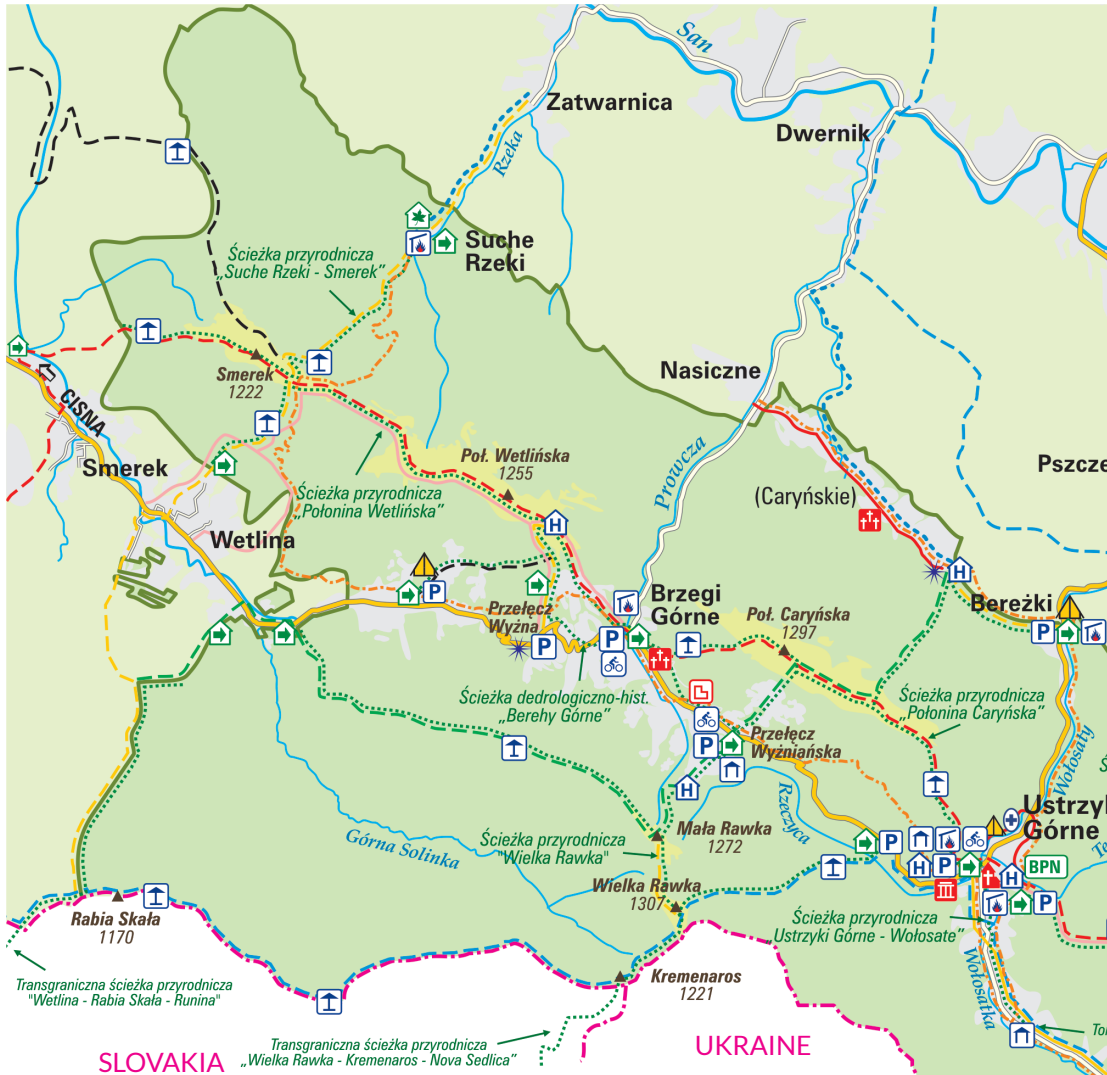 San
Zatwarnica
Dwernik
Rzeka
Suche
Rzeki
Ścieżka przyrodnicza
„Suche Rzeki - Smerek”
Smerek
1222
Nasiczne
CISNA
Smerek
Poł. Wetlińska
1255
Prowcza
Pszcze
(Caryńskie)
Ścieżka przyrodnicza
„Połonina Wetlińska”
Wetlina
H
H
P
Przełęcz
Wyżna
Brzegi
Górne
Poł. Caryńska
1297
Bereżki
P
P
P
Ścieżka dedrologiczno-hist.
„Berehy Górne”
Ścieżka przyrodnicza
„Połonina Caryńska”
P
Przełęcz
Wyżniańska
H
Wołosaty
Ś
Rzeczyca
Ustrzyk
Górne
Górna Solinka
Ścieżka przyrodnicza
"Wielka Rawka"
Mała Rawka
1272
P
H
P
H
BPN
Te
Wielka Rawka
1307
P
Rabia Skała
1170
Ścieżka przyrodnicza
Ustrzyki Górne - Wołosate”
Kremenaros
1221
Wołosatka
Transgraniczna ścieżka przyrodnicza
"Wetlina - Rabia Skała - Runina"
Transgraniczna ścieżka przyrodnicza
„Wielka Rawka - Kremenaros - Nova Sedlica”
Toł
SLOVAKIA
UKRAINE